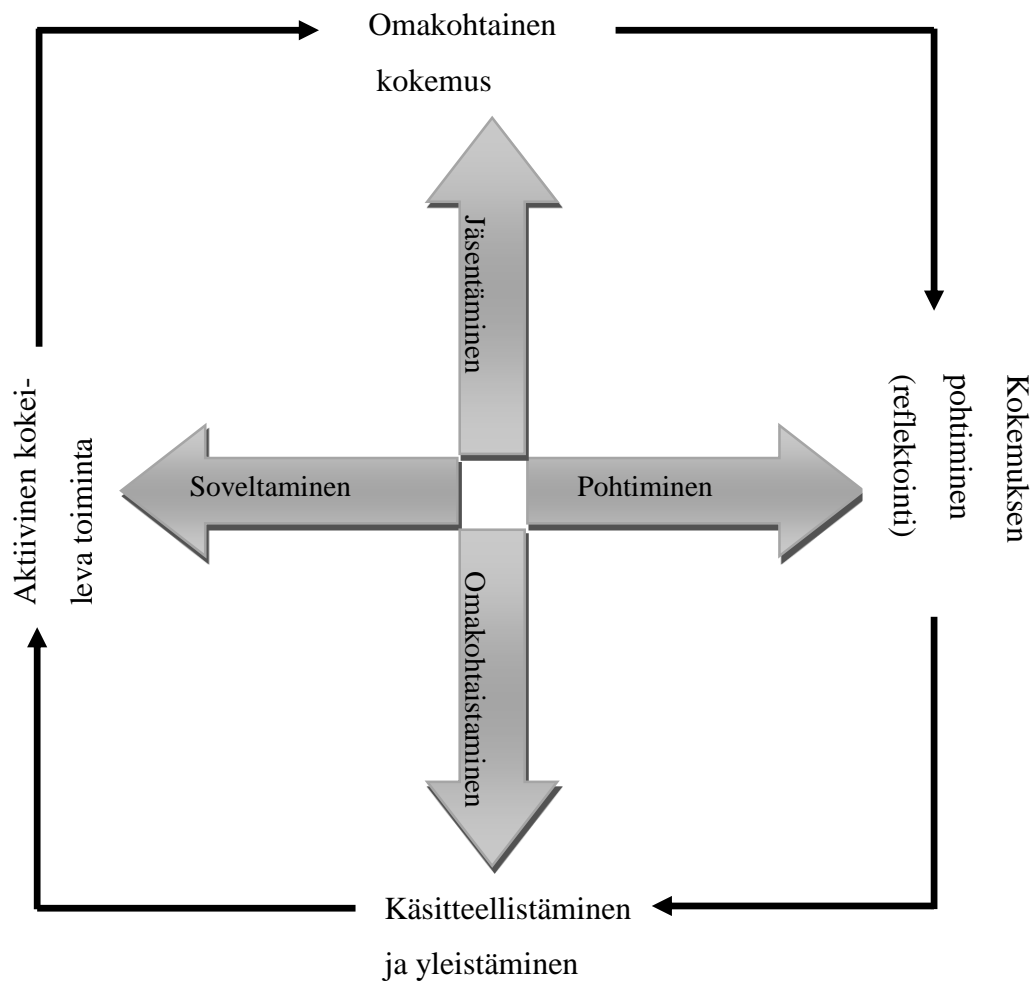 Omakohtainen
kokemus
Jäsentäminen
Kokemuksen
pohtiminen
(reflektointi)
Aktiivinen kokei-
leva toiminta
Soveltaminen
Pohtiminen
Omakohtaistaminen
Käsitteellistäminen
ja yleistäminen